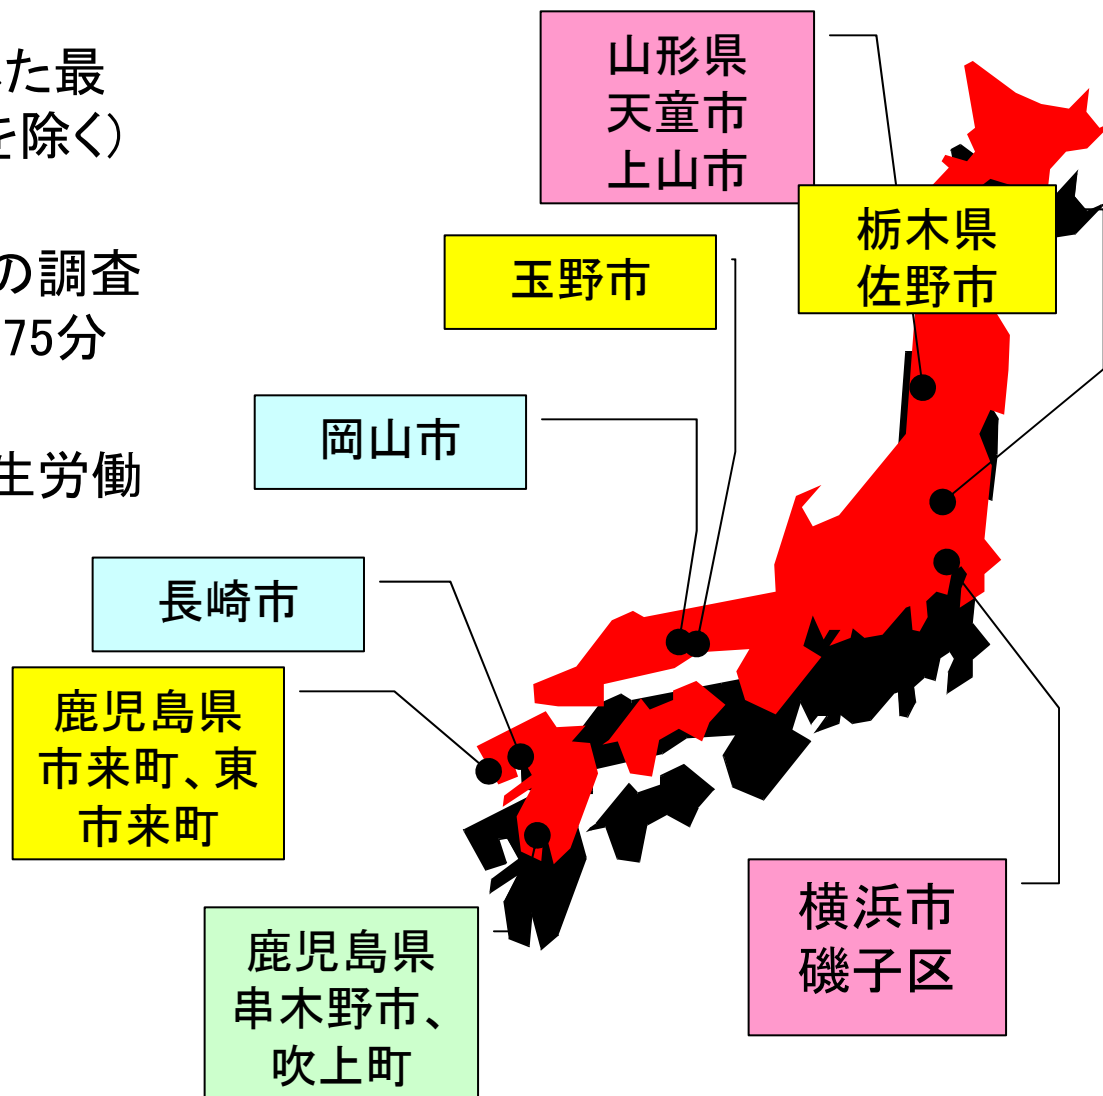 た最
を除く)
の調査
75分
生労働
山形県
天童市
上山市
栃木県
佐野市
玉野市
岡山市
長崎市
鹿児島県
市来町、東
市来町
鹿児島県
串木野市、
吹上町
横浜市
磯子区